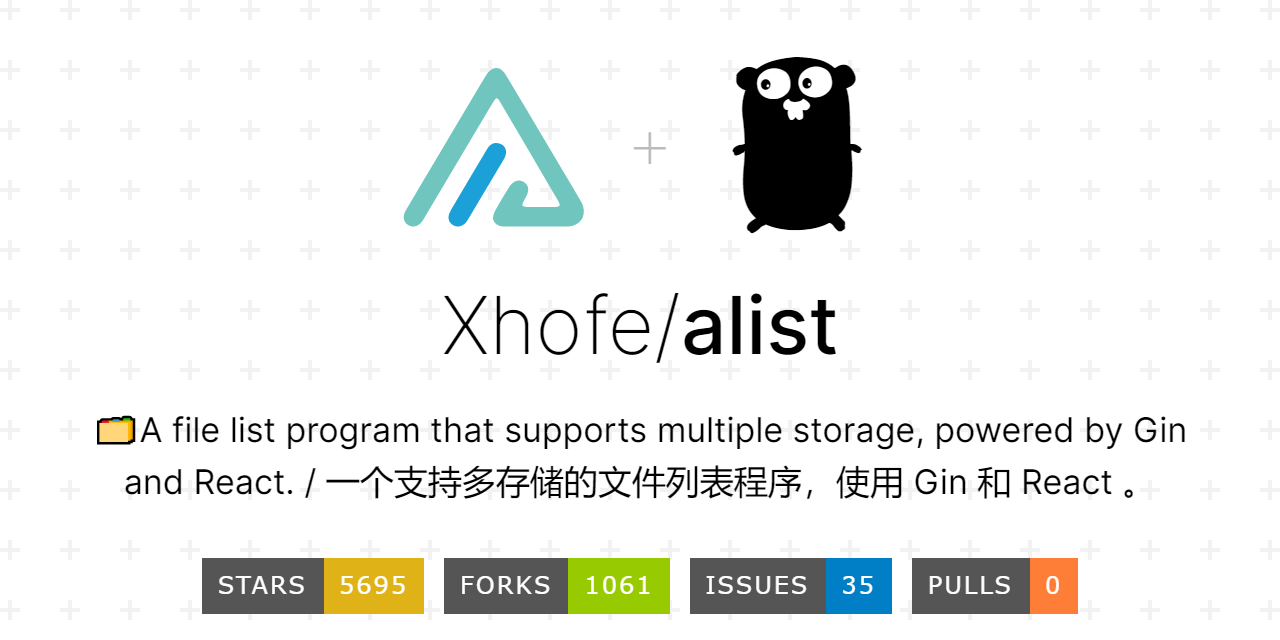 Xhofe/alist
🗂️A file list program that supports multiple storage, powered by Gin
and React. / 一个支持多存储的文件列表程序，使用 Gin 和 React 。
STARS 5695 FORKS 1061 ISSUES 35 PULLS 0